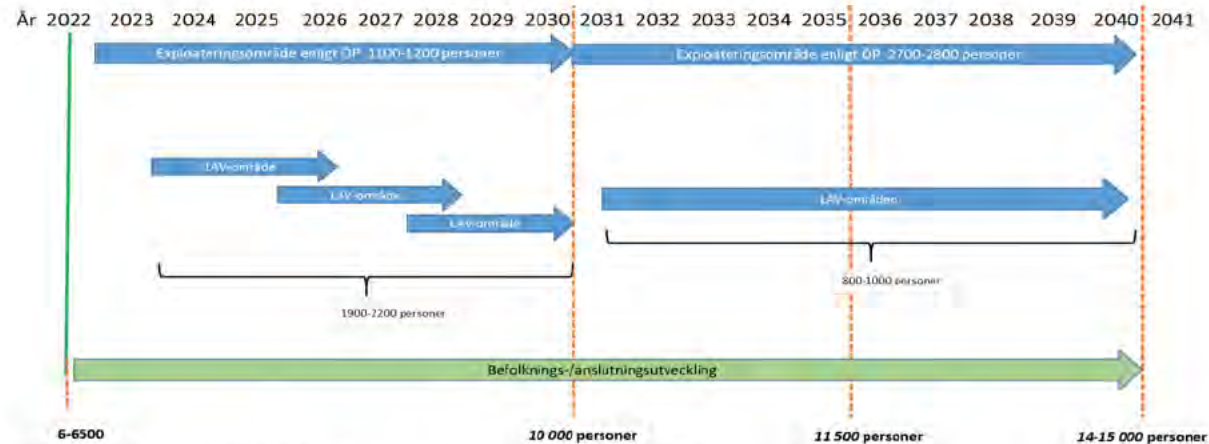 År 2022 2023 2024 2025 2026 2027 2028 2029 2030 2031 2032 2033 2034 2035 2036 2037 2038 2039 2040 2041
Exploateringsområde enligt ÖP 1100-1200 personer
Exploateringsområde enligt ÖP 2700-2800 personer
LAV-område
LAV-område
LAV-områden
LAV-område
800-1000 personer
1900-2200 personer
Befolknings-/anslutningsutveckling
6-6500
10 000 personer
11 500 personer
14-15 000 personer